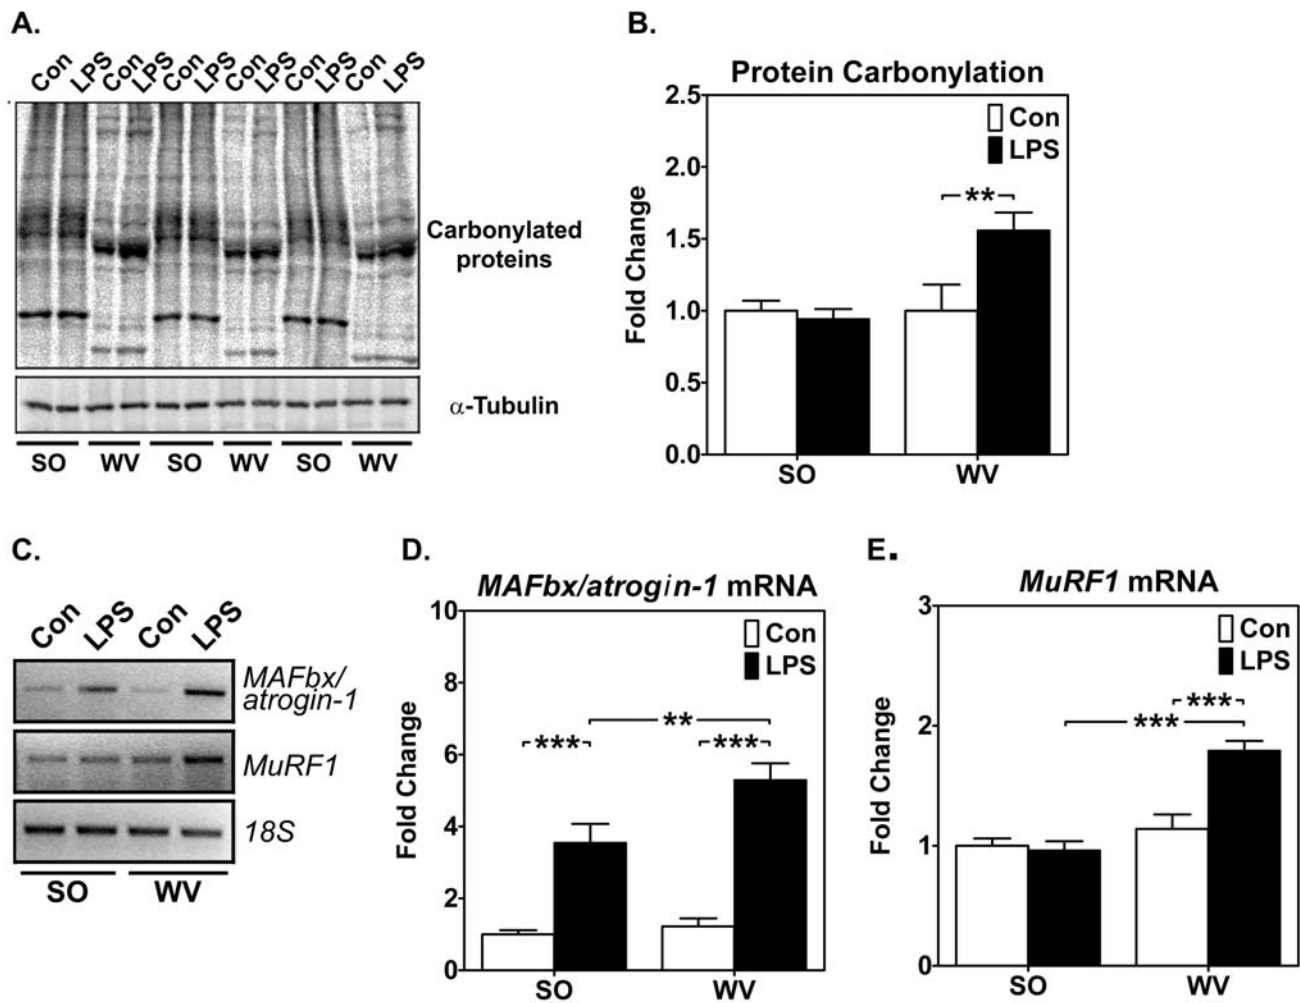 A.
Con LPS Con LPS Con LPS Con LPS Con LPS Con LPS
Carbonylated
proteins
α-Tubulin
SO WV SO WV SO WV
B.
Protein Carbonylation
2.5
2.0
1.5
1.0
0.5
0.0
Fold Change
Con
LPS
**
SO WV
C.
Con LPS Con LPS
MAFbx/
atrogin-1
MuRF1
18S
SO WV
D.
MAFbx/atrogin-1 mRNA
10
8
6
4
2
0
Fold Change
Con
LPS
**
*** ***
SO WV
E.
MuRF1 mRNA
3
2
1
0
Fold Change
Con
LPS
***
***
SO WV